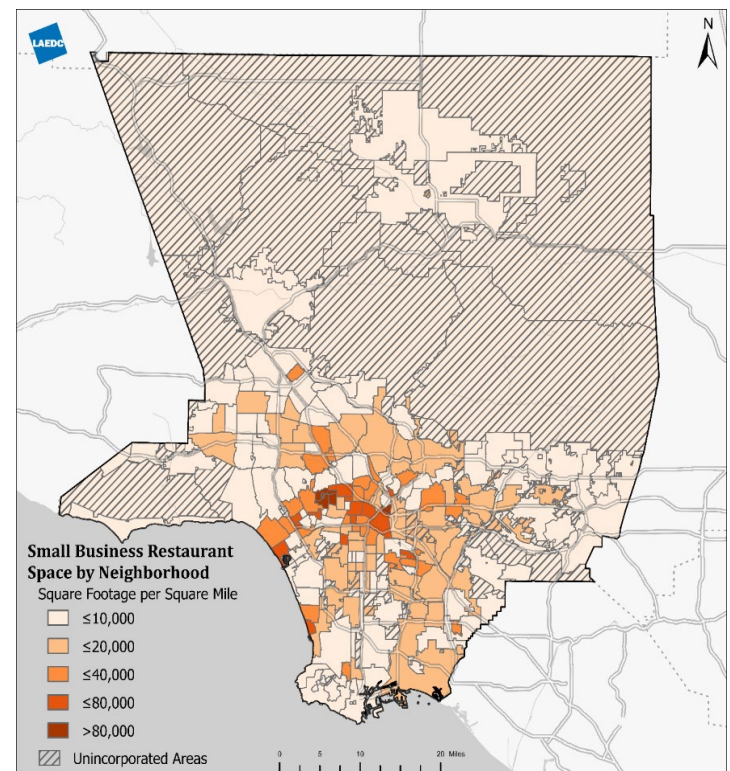 LAEDC
N
Small Business Restaurant
Space by Neighborhood
Square Footage per Square Mile
≤10,000
≤20,000
≤40,000
≤80,000
>80,000
Unincorporated Areas
0 5 10 20 Miles